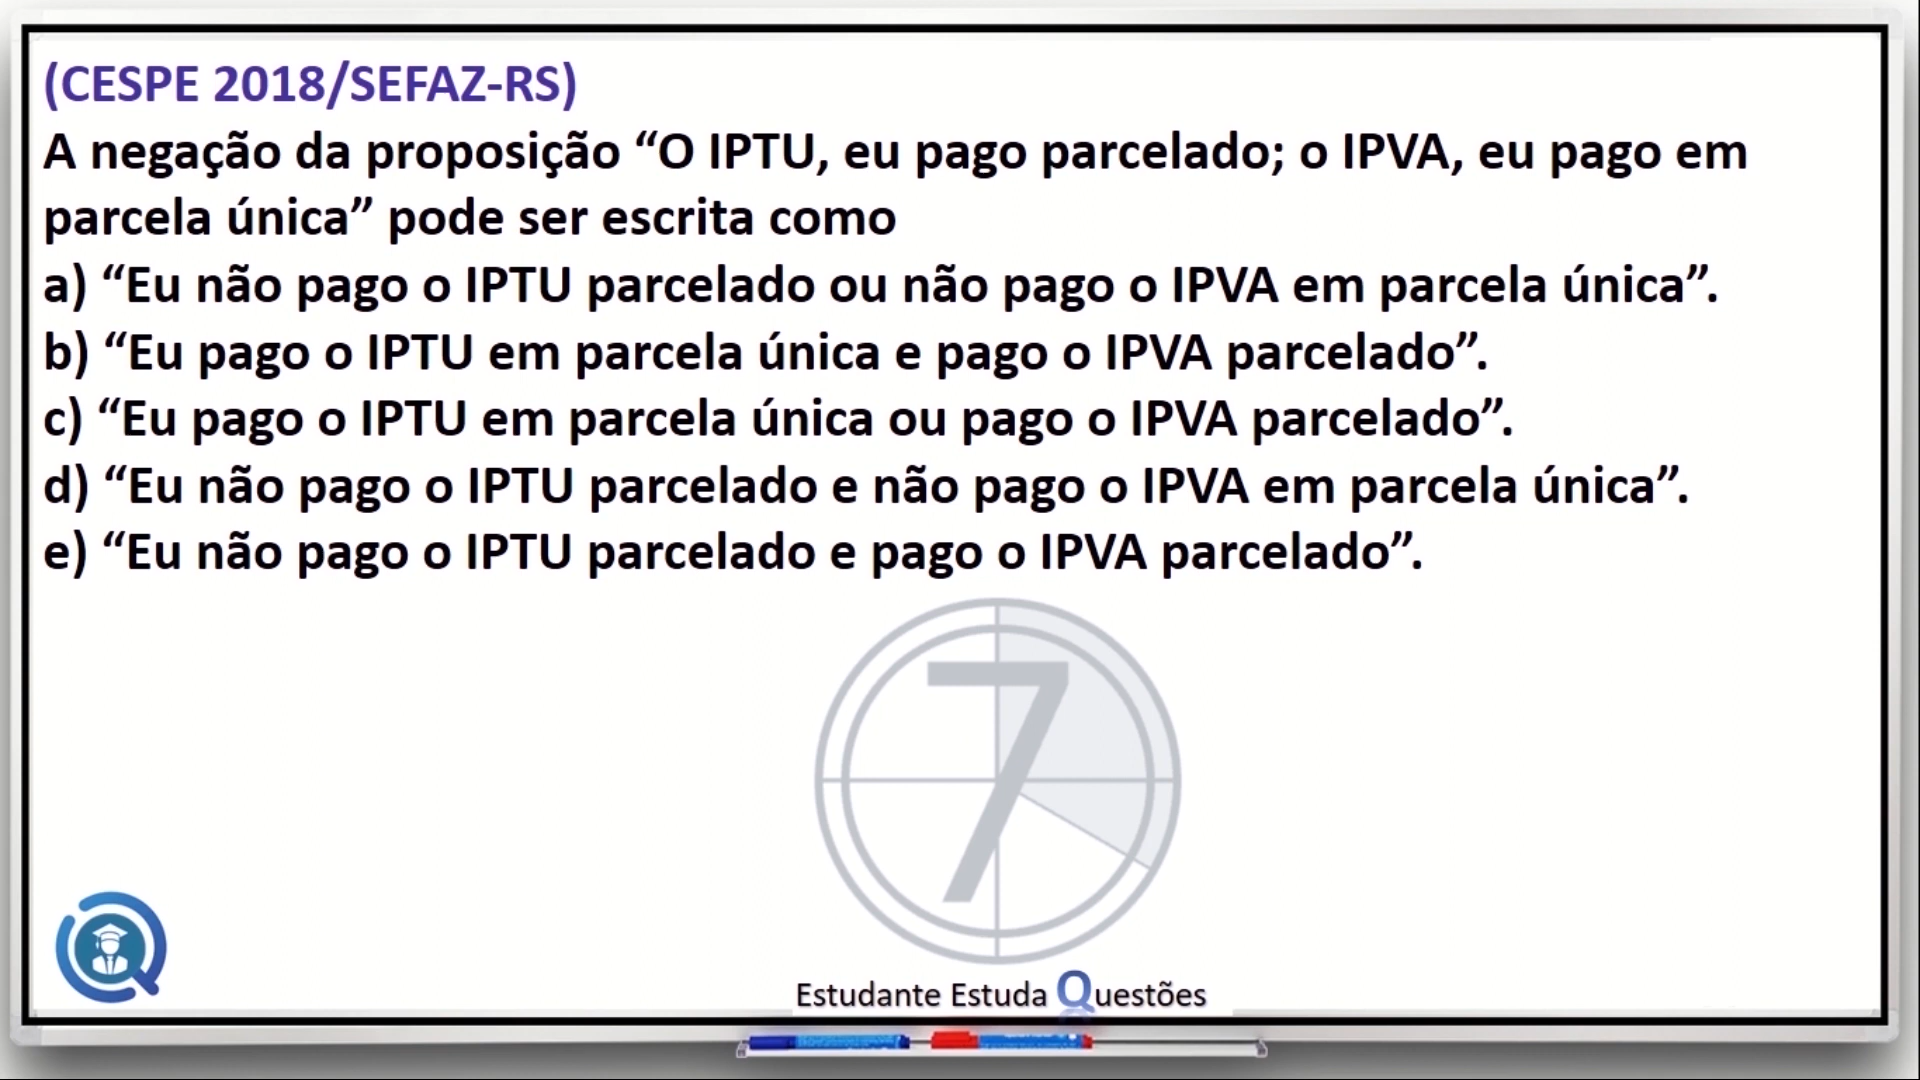 (CESPE 2018/SEFAZ-RS)
A negação da proposição “O IPTU, eu pago parcelado; o IPVA, eu pago em
parcela única” pode ser escrita como
a) “Eu não pago o IPTU parcelado ou não pago o IPVA em parcela única”.
b) “Eu pago o IPTU em parcela única e pago o IPVA parcelado”.
c) “Eu pago o IPTU em parcela única ou pago o IPVA parcelado”.
d) “Eu não pago o IPTU parcelado e não pago o IPVA em parcela única”.
e) “Eu não pago o IPTU parcelado e pago o IPVA parcelado”.
7
Estudante Estuda Questões